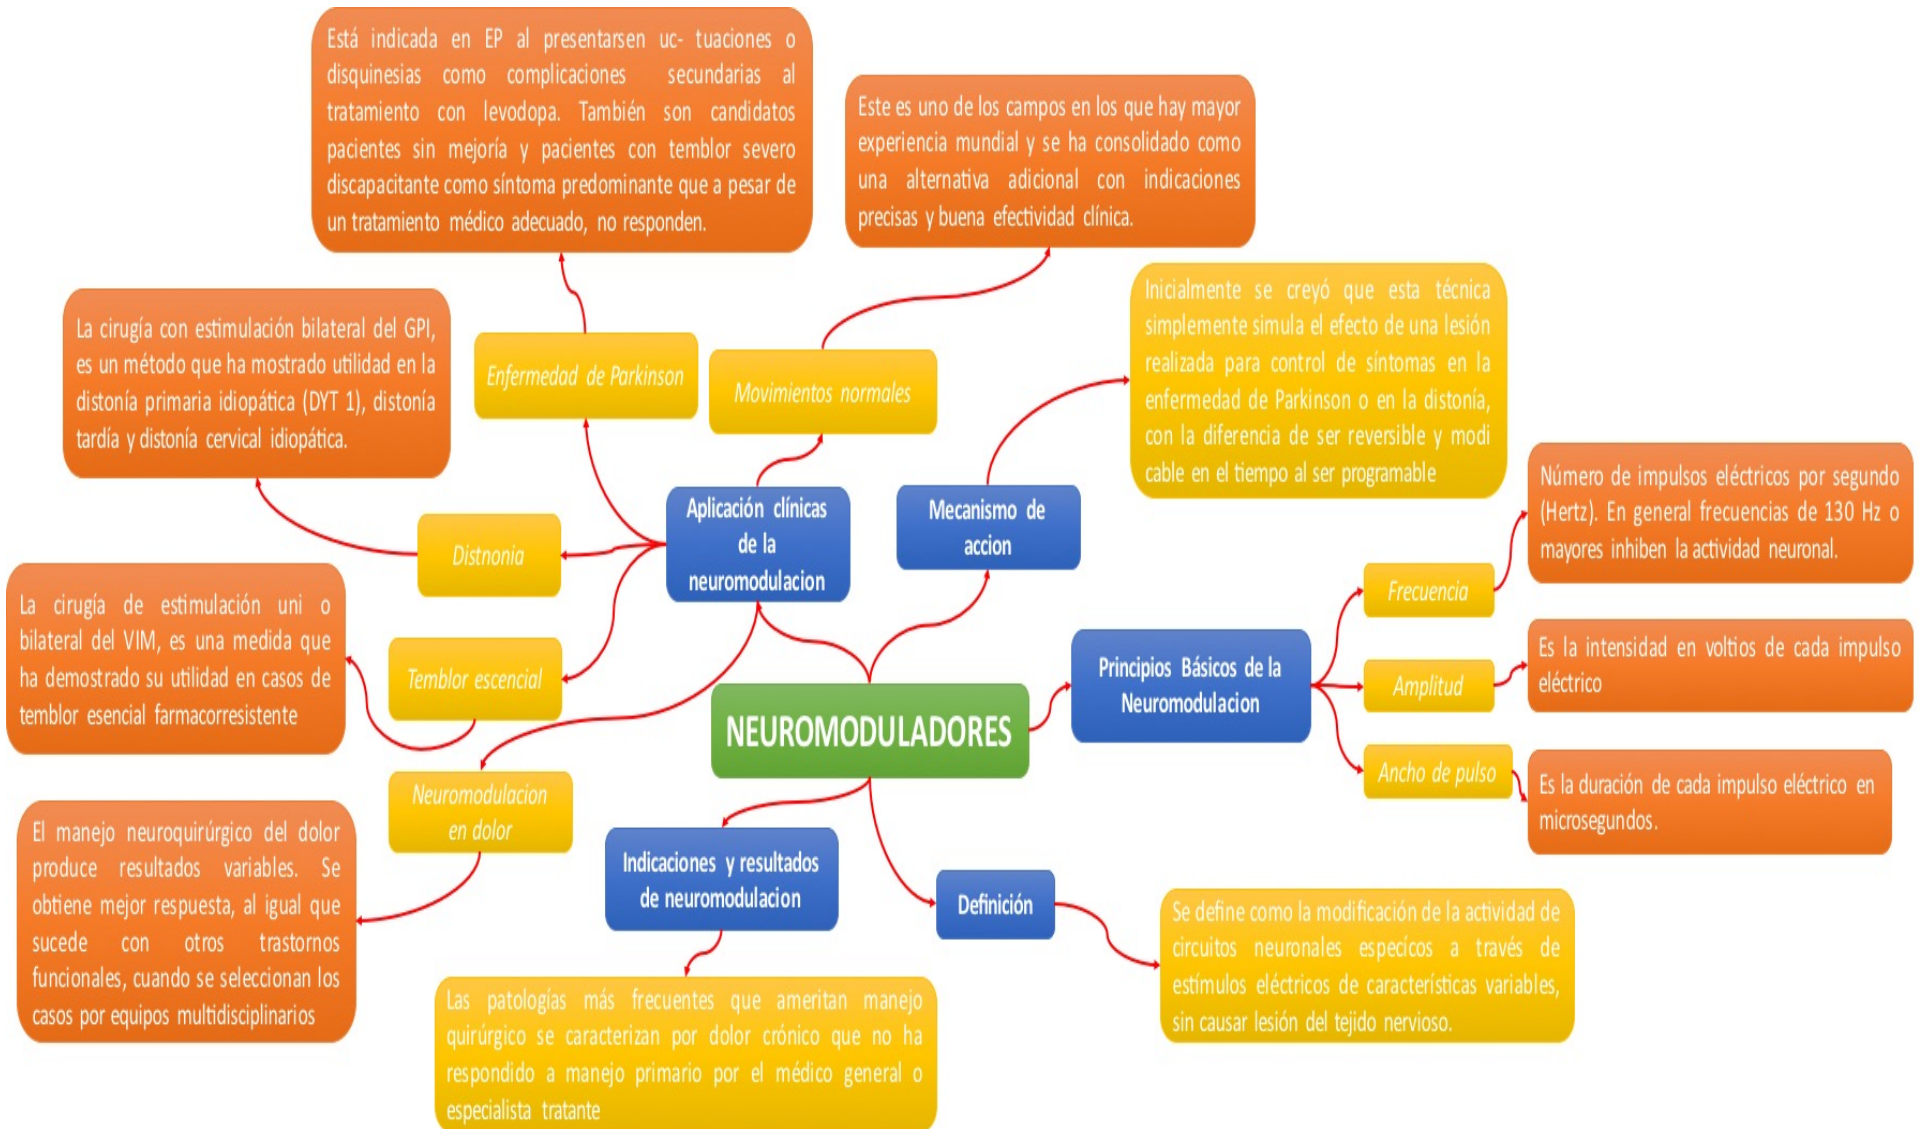 Está indicada en EP al presentarsen uc- tuaciones o
disquinesias como complicaciones secundarias al
tratamiento con levodopa. También son candidatos
pacientes sin mejoría y pacientes con temblor severo
discapacitante como síntoma predominante que a pesar de
un tratamiento médico adecuado, no responden.
Este es uno de los campos en los que hay mayor
experiencia mundial y se ha consolidado como
una alternativa adicional con indicaciones
precisas y buena efectividad clínica.
Inicialmente se creyó que esta técnica
simplemente simula el efecto de una lesión
realizada para control de síntomas en la
enfermedad de Parkinson o en la distonía,
con la diferencia de ser reversible y modi
cable en el tiempo al ser programable
La cirugía con estimulación bilateral del GPI,
es un método que ha mostrado utilidad en la
distonía primaria idiopática (DYT 1), distonía
tardía y distonía cervical idiopática.
Enfermedad de Parkinson
Movimientos normales
Número de impulsos eléctricos por segundo
(Hertz). En general frecuencias de 130 Hz o
mayores inhiben la actividad neuronal.
Aplicación clínicas
de la
neuromodulacion
Mecanismo de
accion
Distnonia
Frecuencia
La cirugía de estimulación uni o
bilateral del VIM, es una medida que
ha demostrado su utilidad en casos de
temblor esencial farmacorresistente
Temblor escencial
Principios Básicos de la
Neuromodulacion
Amplitud
Es la intensidad en voltios de cada impulso
eléctrico
NEUROMODULADORES
Ancho de pulso
Es la duración de cada impulso eléctrico en
microsegundos.
Neuromodulacion
en dolor
El manejo neuroquirúrgico del dolor
produce resultados variables. Se
obtiene mejor respuesta, al igual que
sucede con otros trastornos
funcionales, cuando se seleccionan los
casos por equipos multidisciplinarios
Indicaciones y resultados
de neuromodulacion
Definición
Se define como la modificación de la actividad de
circuitos neuronales especícos a través de
estímulos eléctricos de características variables,
sin causar lesión del tejido nervioso.
Las patologías más frecuentes que ameritan manejo
quirúrgico se caracterizan por dolor crónico que no ha
respondido a manejo primario por el médico general o
especialista tratante